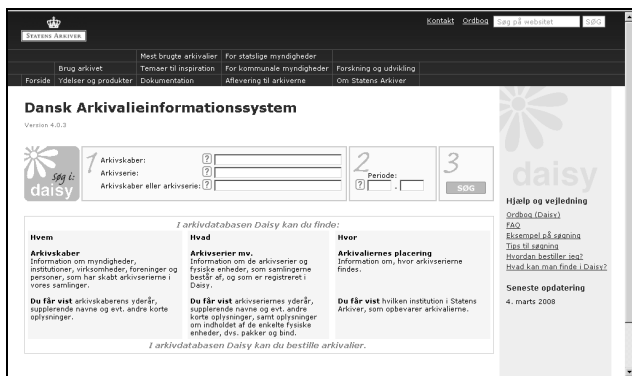 Kontakt Ordbog Søg på websitet SØG
STATENS ARKIVER
Mest brugte arkivalier For statslige myndigheder
Brug arkivet Temaer til inspiration For kommunale myndigheder Forskning og udvikling
Forside Ydelser og produkter Dokumentation Aflevering til arkiverne Om Statens Arkiver
Dansk Arkivalieinformationssystem
Version 4.0.3
Søg i:
daisy
1
Arkivskaber: ?
Arkivserie: ?
Arkivskaber eller arkivserie: ?
2
Periode:
? -
3
SØG
I arkivdatabasen Daisy kan du finde:
Hvem
Arkivskaber
Information om myndigheder,
institutioner, virksomheder, foreninger og
personer, som har skabt arkivserierne i
vores samlinger.
Du får vist arkivskaberens yderår,
supplerende navne og evt. andre korte
oplysninger.
Hvad
Arkivserier mv.
Information om de arkivserier og
fysiske enheder, som samlingerne
består af, og som er registreret i
Daisy.
Du får vist arkivseriernes yderår,
supplerende navne og evt. andre
korte oplysninger, samt oplysninger
om indholdet af de enkelte fysiske
enheder, dvs. pakker og bind.
Hvor
Arkivaliernes placering
Information om, hvor arkivserierne
findes.
Du får vist hvilken institution i Statens
Arkiver, som opbevarer arkivalierne.
I arkivdatabasen Daisy kan du bestille arkivalier.
daisy
Hjælp og vejledning
Ordbog (Daisy)
FAQ
Eksempel på søgning
Tips til søgning
Hvordan bestiller jeg?
Hvad kan man finde i Daisy?
Seneste opdatering
4. marts 2008